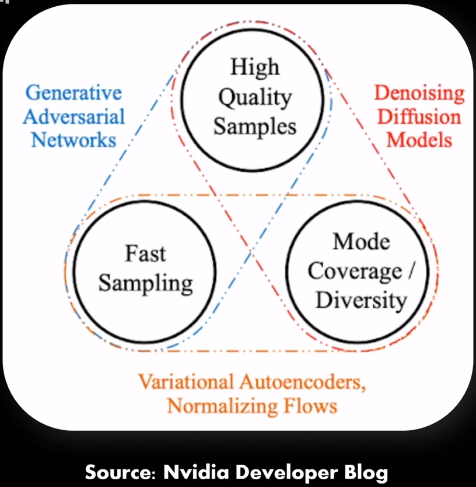 High
Quality
Samples
Generative
Adversarial
Networks
Denoising
Diffusion
Models
Fast
Sampling
Mode
Coverage /
Diversity
Variational Autoencoders,
Normalizing Flows
Source: Nvidia Developer Blog